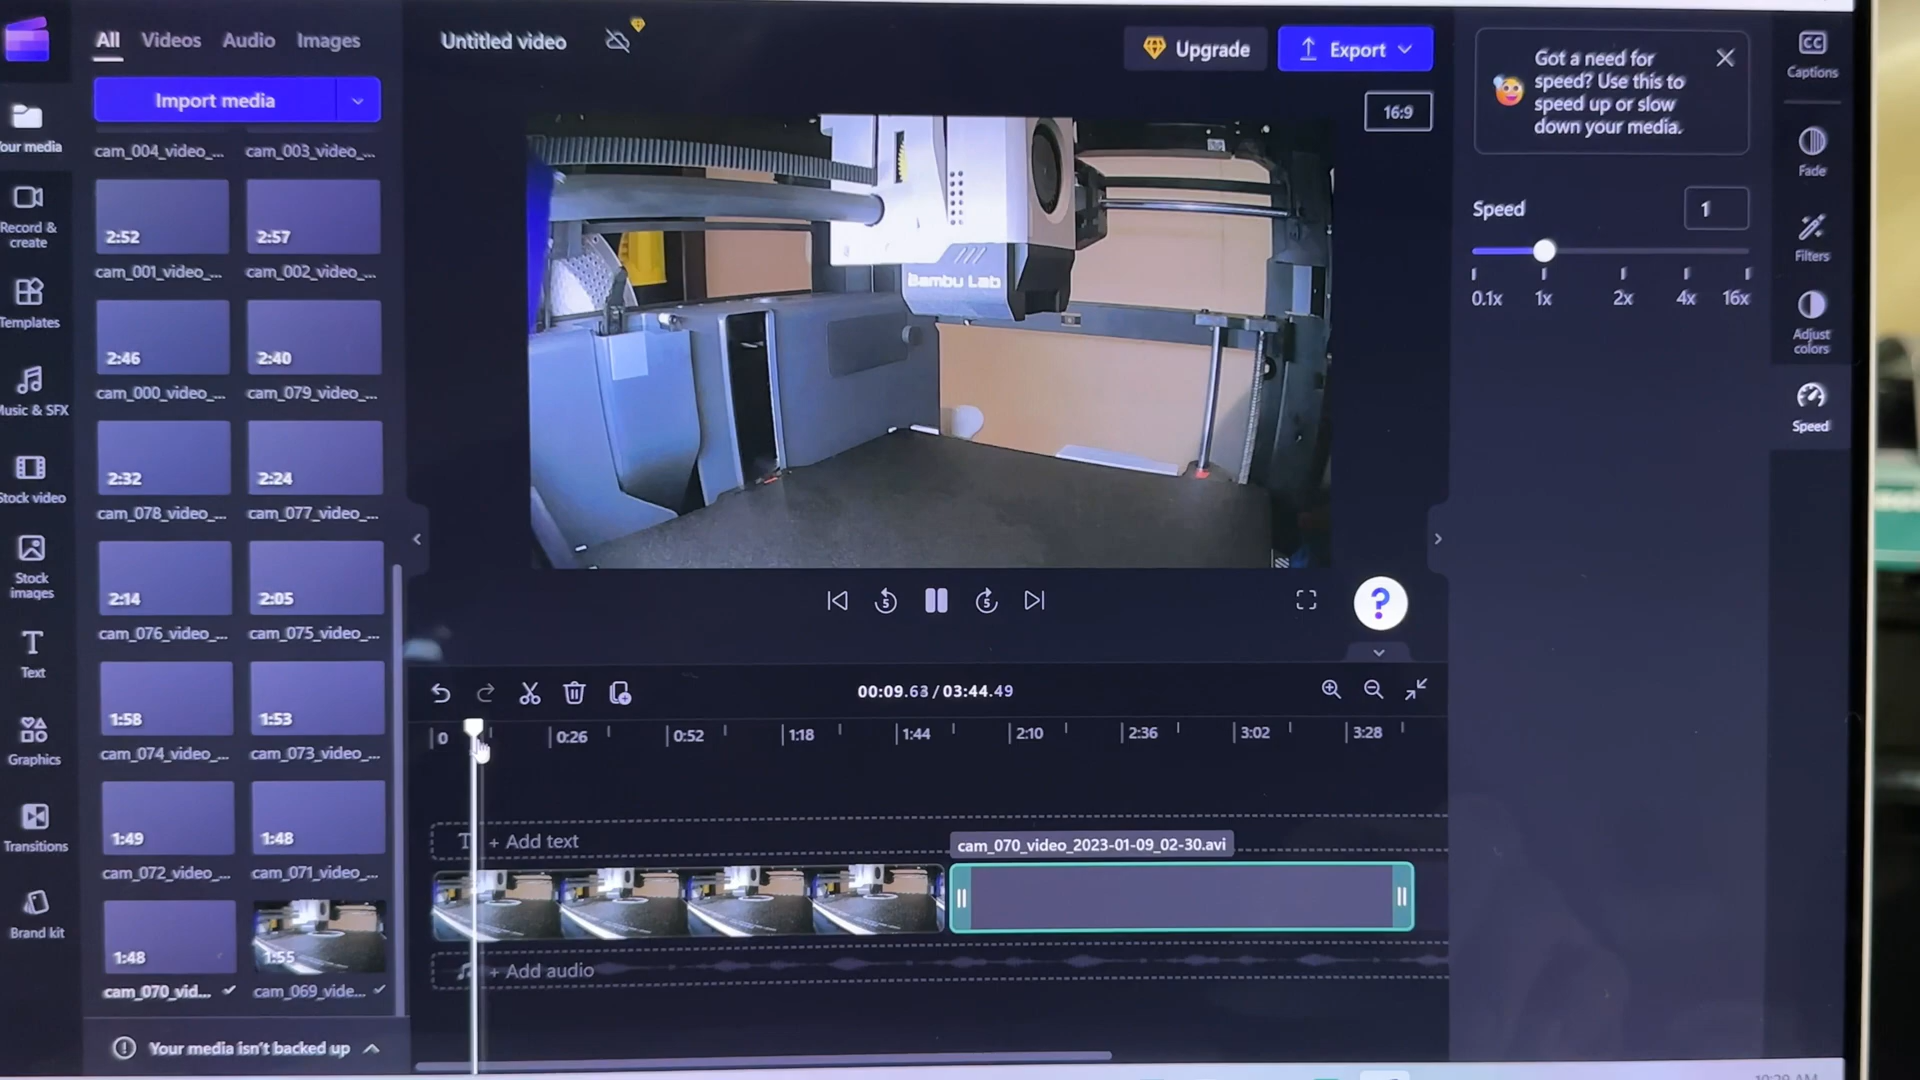 All Videos Audio Images
Import media
Untitled video
Upgrade
Export
16:9
Got a need for
speed? Use this to
speed up or slow
down your media.
Captions
Fade
Filters
Adjust
colors
Speed
Speed
1
0.1x 1x 2x 4x 16x
our media
Record &
create
Templates
Music & SFX
Stock video
Stock
images
Text
Graphics
Transitions
Brand kit
cam_004_video_... cam_003_video_...
2:52 2:57
cam_001_video_... cam_002_video_...
2:46 2:40
cam_000_video_... cam_079_video_...
2:32 2:24
cam_078_video_... cam_077_video_...
2:14 2:05
cam_076_video_... cam_075_video_...
1:58 1:53
cam_074_video_... cam_073_video_...
1:49 1:48
cam_072_video_... cam_071_video_...
1:48 1:55
cam_070_vid... cam_069_vide...
Your media isn't backed up
Bambu Lab
5 5
?
00:09.63 / 03:44.49
0 0:26 0:52 1:18 1:44 2:10 2:36 3:02 3:28
T + Add text
cam_070_video_2023-01-09_02-30.avi
+ Add audio